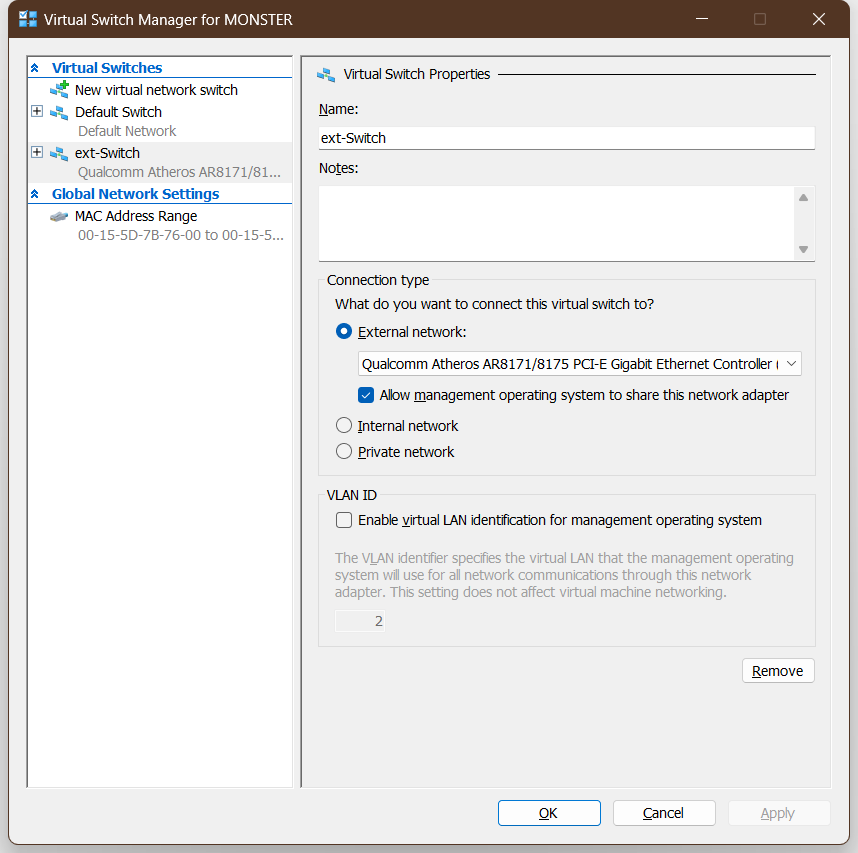 Virtual Switch Manager for MONSTER
Virtual Switches
New virtual network switch
Default Switch
Default Network
ext-Switch
Qualcomm Atheros AR8171/81...
Global Network Settings
MAC Address Range
00-15-5D-7B-76-00 to 00-15-5...
Virtual Switch Properties
Name:
ext-Switch
Notes:
Connection type
What do you want to connect this virtual switch to?
External network:
Qualcomm Atheros AR8171/8175 PCI-E Gigabit Ethernet Controller (
Allow management operating system to share this network adapter
Internal network
Private network
VLAN ID
Enable virtual LAN identification for management operating system
The VLAN identifier specifies the virtual LAN that the management operating
system will use for all network communications through this network
adapter. This setting does not affect virtual machine networking.
2
Remove
OK
Cancel
Apply